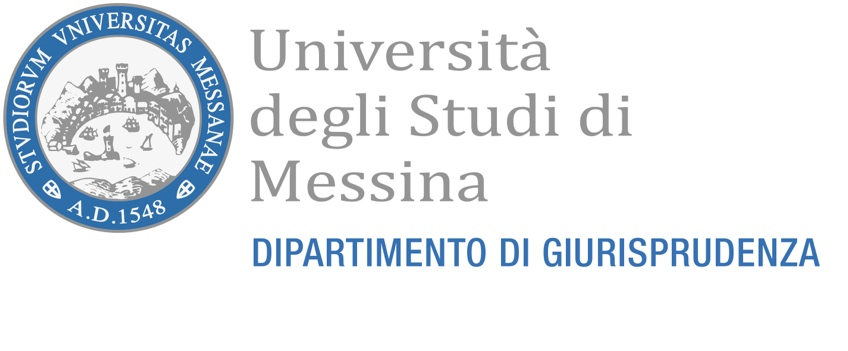 STVDIORVM VNIVERSITAS MESSANAE
A.D.1548
Università
degli Studi di
Messina
DIPARTIMENTO DI GIURISPRUDENZA